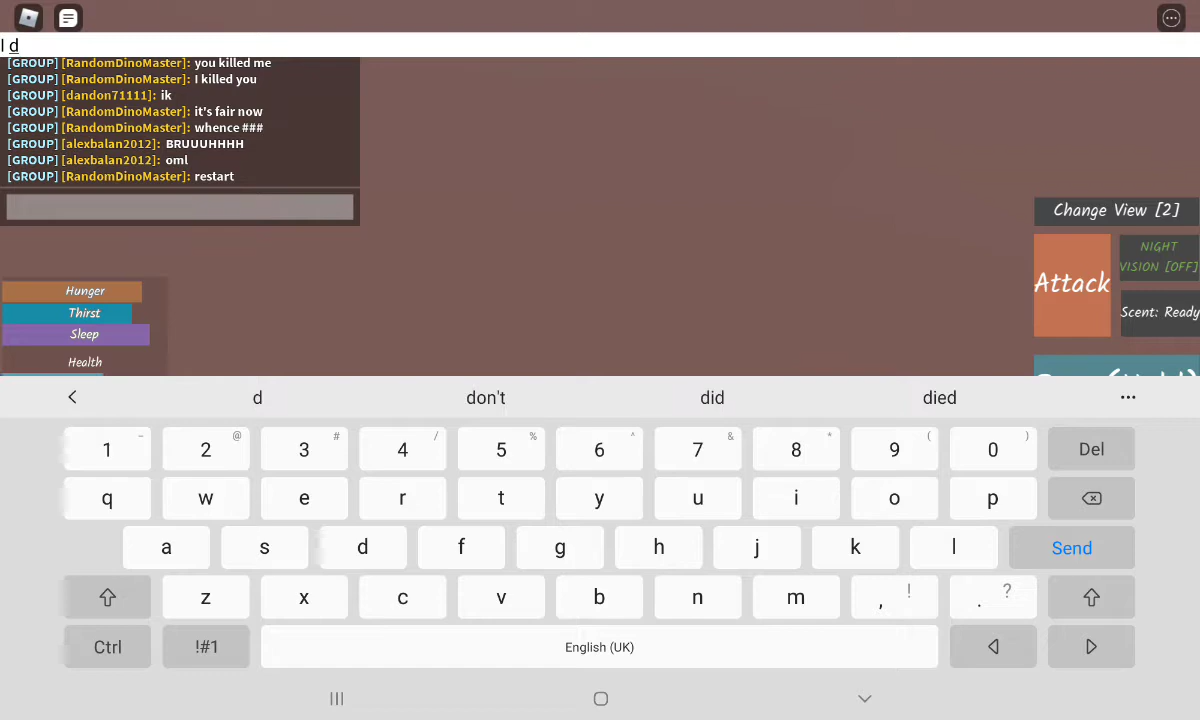 I d
[GROUP] [RandomDinoMaster]: you killed me
[GROUP] [RandomDinoMaster]: I killed you
[GROUP] [dandon71111]: ik
[GROUP] [RandomDinoMaster]: it's fair now
[GROUP] [RandomDinoMaster]: whence ###
[GROUP] [alexbalan2012]: BRUUUHHHH
[GROUP] [alexbalan2012]: oml
[GROUP] [RandomDinoMaster]: restart
Change View [2]
Attack
NIGHT
VISION [OFF]
Scent: Ready
Hunger
Thirst
Sleep
Health
d don't did died
1 - 2 @ 3 # 4 / 5 % 6 ^ 7 & 8 * 9 ( 0 ) Del
q w e r t y u i o p
a s d f g h j k l Send
z x c v b n m , ! . ?
Ctrl !#1 English (UK)